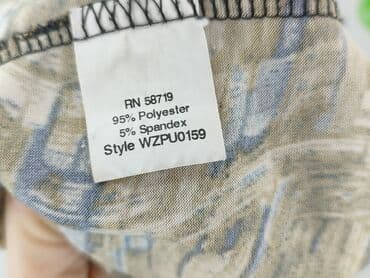 RN 58719
95% Polyester
5% Spandex
Style WZPU0159